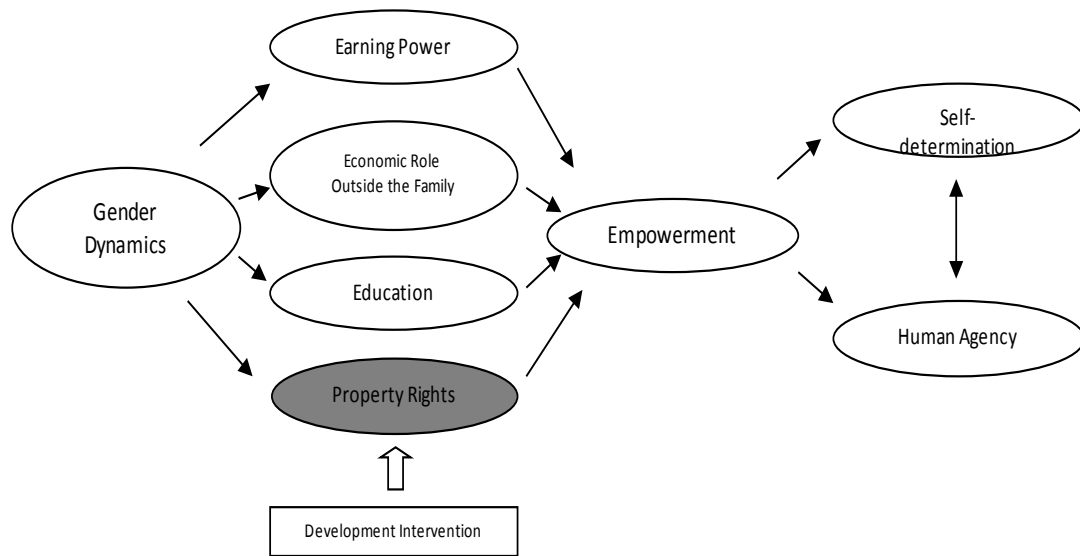 Earning Power
Economic Role
Outside the Family
Gender
Dynamics
Education
Property Rights
Development Intervention
Empowerment
Self-
determination
Human Agency